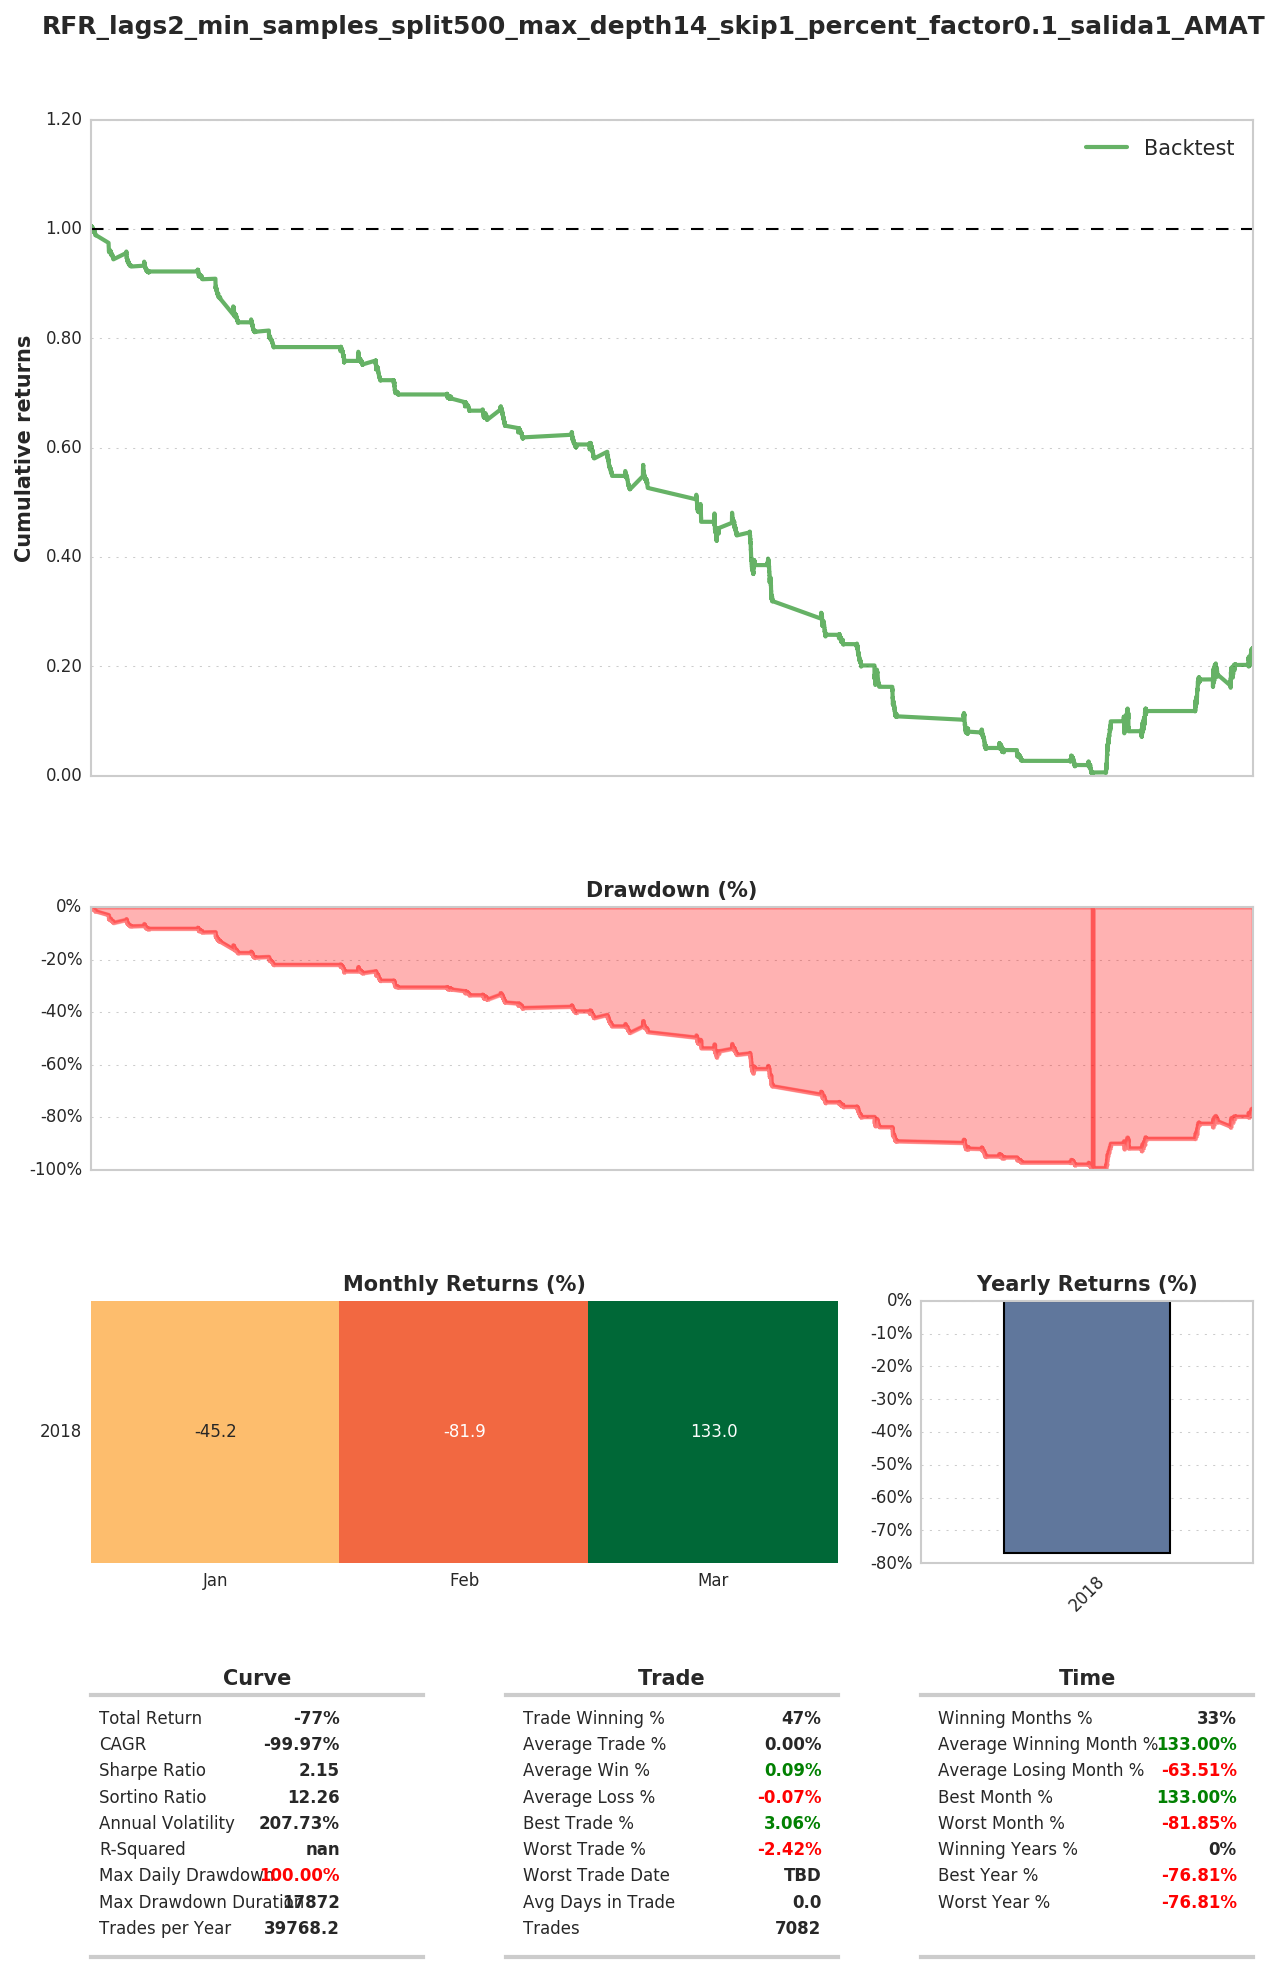 RFR_lags2_min_samples_split500_max_depth14_skip1_percent_factor0.1_salida1_AMAT
1.20
Backtest
1.00
0.80
Cumulative returns
0.60
0.40
0.20
0.00
Drawdown (%)
0%
-20%
-40%
-60%
-80%
-100%
Monthly Returns (%)
2018
-45.2 -81.9 133.0
Jan Feb Mar
Yearly Returns (%)
0%
-10%
-20%
-30%
-40%
-50%
-60%
-70%
-80%
2018
Curve
Total Return -77%
CAGR -99.97%
Sharpe Ratio 2.15
Sortino Ratio 12.26
Annual Volatility 207.73%
R-Squared nan
Max Daily Drawdown 100.00%
Max Drawdown Duration 17872
Trades per Year 39768.2
Trade
Trade Winning % 47%
Average Trade % 0.00%
Average Win % 0.09%
Average Loss % -0.07%
Best Trade % 3.06%
Worst Trade % -2.42%
Worst Trade Date TBD
Avg Days in Trade 0.0
Trades 7082
Time
Winning Months % 33%
Average Winning Month % 133.00%
Average Losing Month % -63.51%
Best Month % 133.00%
Worst Month % -81.85%
Winning Years % 0%
Best Year % -76.81%
Worst Year % -76.81%